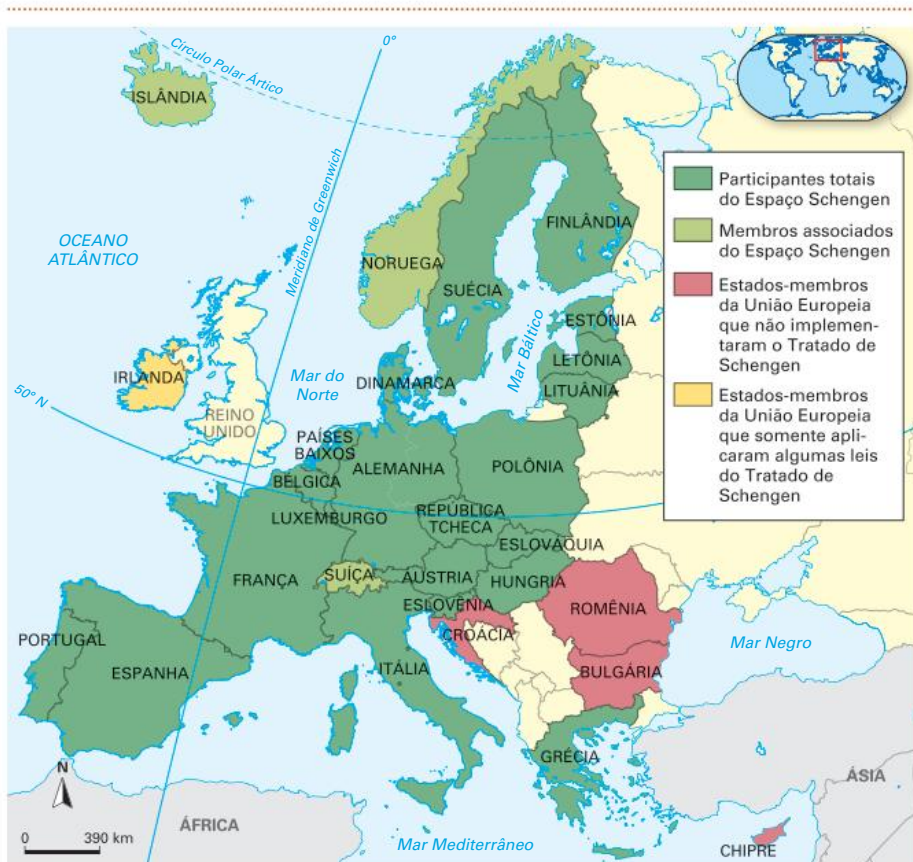 Círculo Polar Ártico
0°
ISLÂNDIA
Meridiano de Greenwich
OCEANO
ATLÂNTICO
NORUEGA
SUÉCIA
FINLÂNDIA
Mar Báltico
ESTÔNIA
LETÔNIA
LITUÂNIA
IRLANDA
REINO
UNIDO
50° N
Mar do
Norte
DINAMARCA
PAÍSES
BAIXOS
BÉLGICA
ALEMANHA
POLÔNIA
LUXEMBURGO
REPÚBLICA
TCHECA
ESLOVÁQUIA
FRANÇA
SUÍÇA
ÁUSTRIA
HUNGRIA
ESLOVÊNIA
CROÁCIA
ROMÊNIA
BULGÁRIA
Mar Negro
PORTUGAL
ESPANHA
ITÁLIA
GRÉCIA
ÁSIA
ÁFRICA
Mar Mediterrâneo
CHIPRE
N
0 390 km
Participantes totais
do Espaço Schengen
Membros associados
do Espaço Schengen
Estados-membros
da União Europeia
que não implemen-
taram o Tratado de
Schengen
Estados-membros
da União Europeia
que somente apli-
caram algumas leis
do Tratado de
Schengen